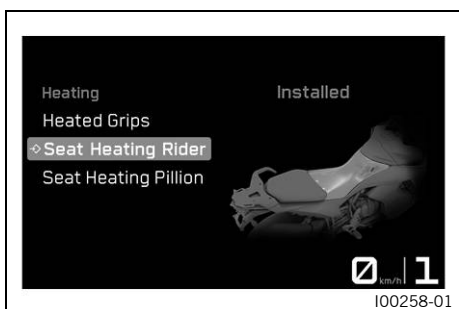 Heating
Installed
Heated Grips
Seat Heating Rider
Seat Heating Pillion
0 km/h 1
I00258-01